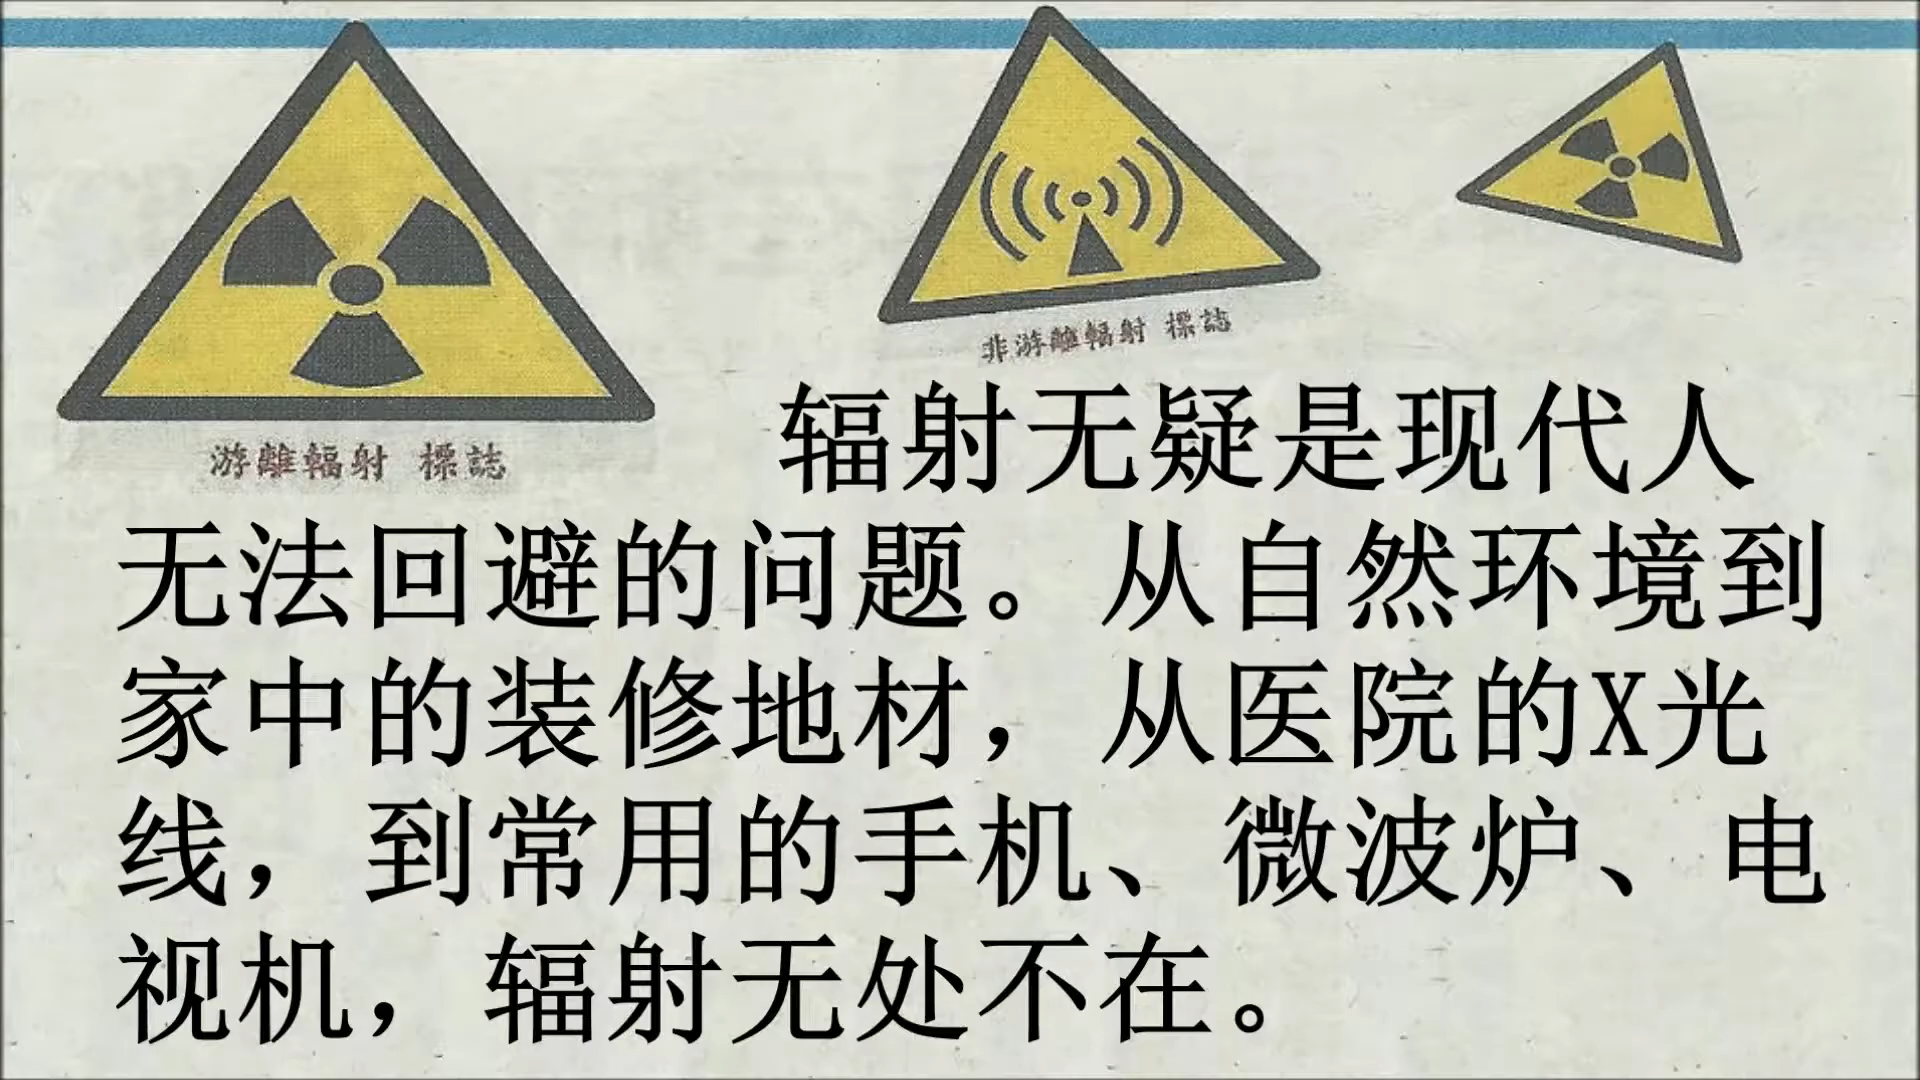 游離輻射 標誌
非游離輻射 標誌
辐射无疑是现代人
无法回避的问题。从自然环境到
家中的装修地材，从医院的X光
线，到常用的手机、微波炉、电
视机，辐射无处不在。